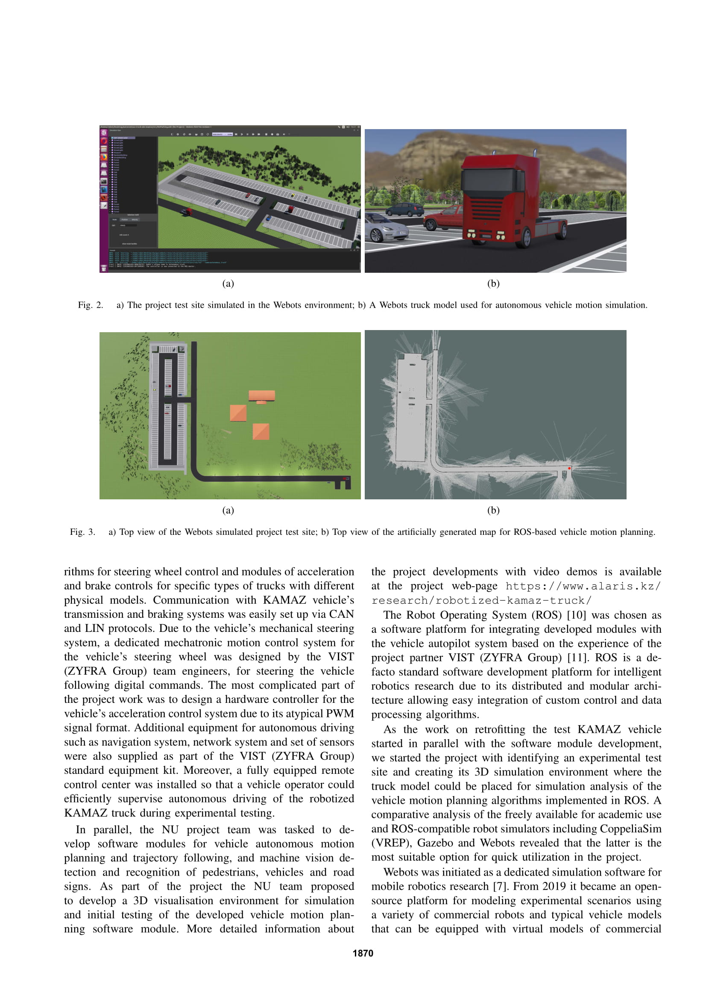 (a)
(b)
Fig. 2. a) The project test site simulated in the Webots environment; b) A Webots truck model used for autonomous vehicle motion simulation.
(a)
(b)
Fig. 3. a) Top view of the Webots simulated project test site; b) Top view of the artificially generated map for ROS-based vehicle motion planning.
rithms for steering wheel control and modules of acceleration
and brake controls for specific types of trucks with different
physical models. Communication with KAMAZ vehicle's
transmission and braking systems was easily set up via CAN
and LIN protocols. Due to the vehicle's mechanical steering
system, a dedicated mechatronic motion control system for
the vehicle's steering wheel was designed by the VIST
(ZYFRA Group) team engineers, for steering the vehicle
following digital commands. The most complicated part of
the project work was to design a hardware controller for the
vehicle's acceleration control system due to its atypical PWM
signal format. Additional equipment for autonomous driving
such as navigation system, network system and set of sensors
were also supplied as part of the VIST (ZYFRA Group)
standard equipment kit. Moreover, a fully equipped remote
control center was installed so that a vehicle operator could
efficiently supervise autonomous driving of the robotized
KAMAZ truck during experimental testing.
In parallel, the NU project team was tasked to de-
velop software modules for vehicle autonomous motion
planning and trajectory following, and machine vision de-
tection and recognition of pedestrians, vehicles and road
signs. As part of the project the NU team proposed
to develop a 3D visualisation environment for simulation
and initial testing of the developed vehicle motion plan-
ning software module. More detailed information about
the project developments with video demos is available
at the project web-page https://www.alaris.kz/
research/robotized-kamaz-truck/
The Robot Operating System (ROS) [10] was chosen as
a software platform for integrating developed modules with
the vehicle autopilot system based on the experience of the
project partner VIST (ZYFRA Group) [11]. ROS is a de-
facto standard software development platform for intelligent
robotics research due to its distributed and modular archi-
tecture allowing easy integration of custom control and data
processing algorithms.
As the work on retrofitting the test KAMAZ vehicle
started in parallel with the software module development,
we started the project with identifying an experimental test
site and creating its 3D simulation environment where the
truck model could be placed for simulation analysis of the
vehicle motion planning algorithms implemented in ROS. A
comparative analysis of the freely available for academic use
and ROS-compatible robot simulators including CoppeliaSim
(VREP), Gazebo and Webots revealed that the latter is the
most suitable option for quick utilization in the project.
Webots was initiated as a dedicated simulation software for
mobile robotics research [7]. From 2019 it became an open-
source platform for modeling experimental scenarios using
a variety of commercial robots and typical vehicle models
that can be equipped with virtual models of commercial
1870